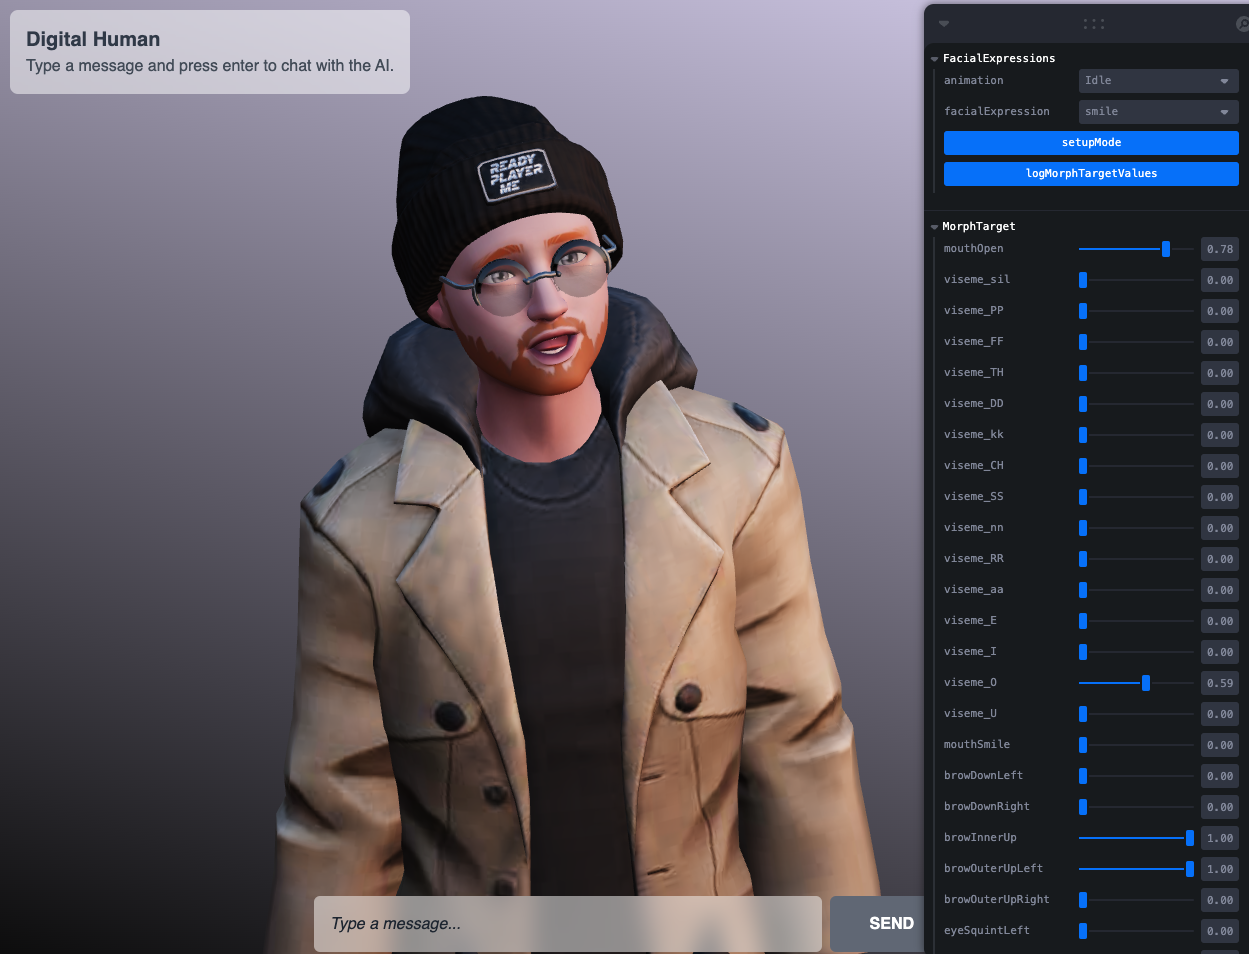 Digital Human
Type a message and press enter to chat with the AI.
READY
PLAYER
ME
Type a message...
SEND
FacialExpressions
animation Idle
facialExpression smile
setupMode
logMorphTargetValues
MorphTarget
mouthOpen 0.78
viseme_sil 0.00
viseme_PP 0.00
viseme_FF 0.00
viseme_TH 0.00
viseme_DD 0.00
viseme_kk 0.00
viseme_CH 0.00
viseme_SS 0.00
viseme_nn 0.00
viseme_RR 0.00
viseme_aa 0.00
viseme_E 0.00
viseme_I 0.00
viseme_O 0.59
viseme_U 0.00
mouthSmile 0.00
browDownLeft 0.00
browDownRight 0.00
browInnerUp 1.00
browOuterUpLeft 1.00
browOuterUpRight 0.00
eyeSquintLeft 0.00